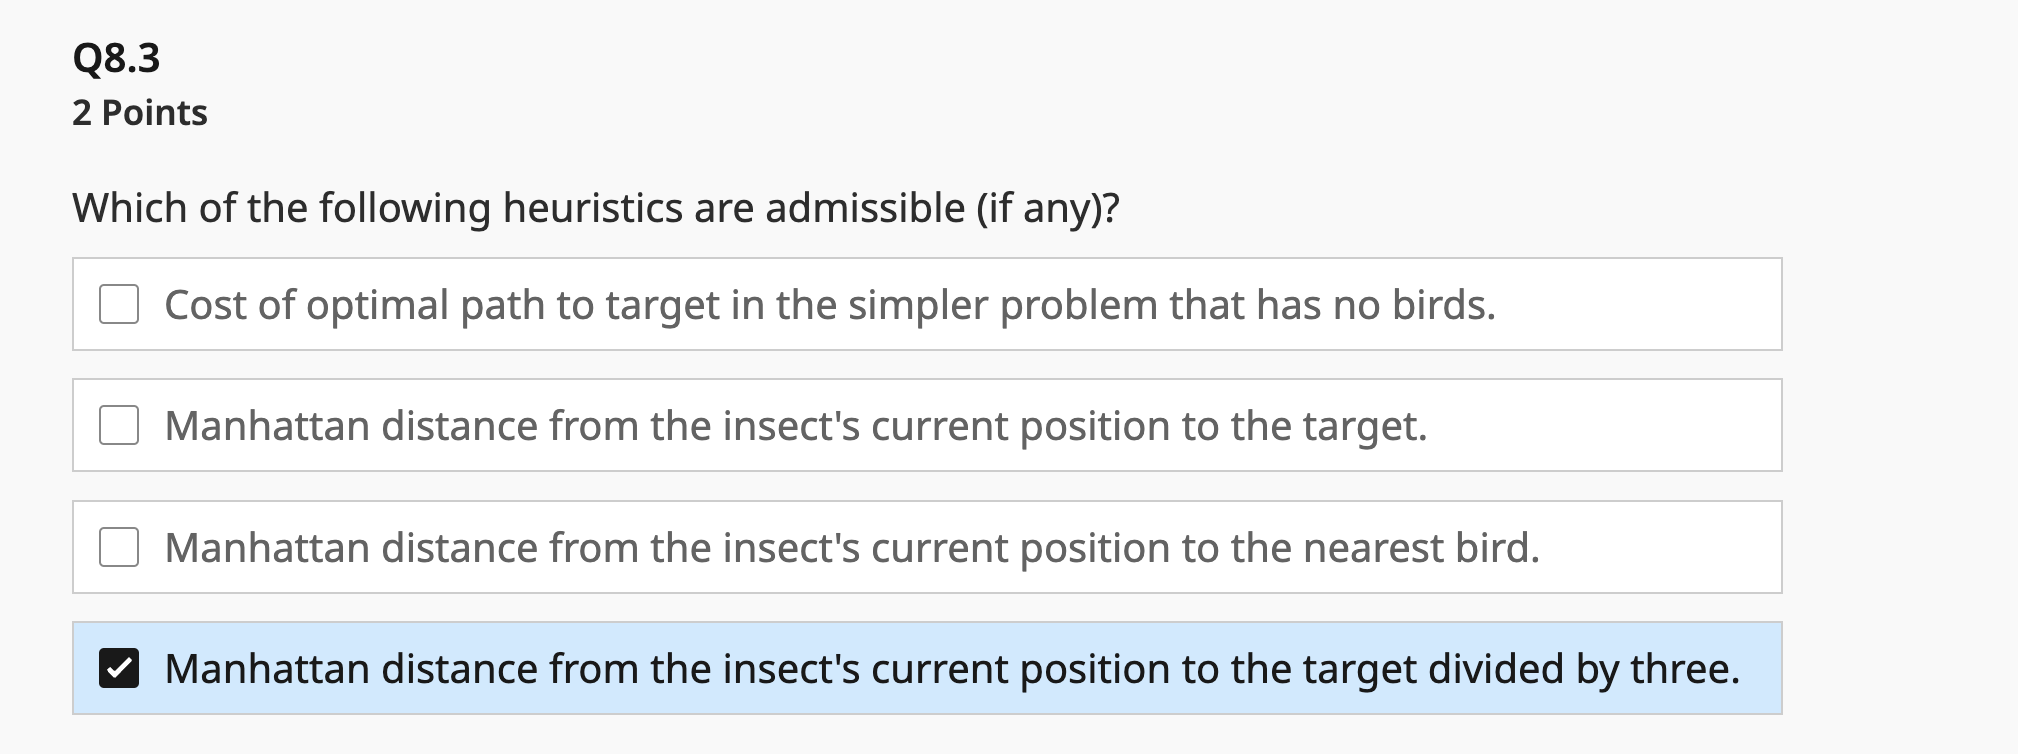 Q8.3
2 Points
Which of the following heuristics are admissible (if any)?
Cost of optimal path to target in the simpler problem that has no birds.
Manhattan distance from the insect's current position to the target.
Manhattan distance from the insect's current position to the nearest bird.
Manhattan distance from the insect's current position to the target divided by three.